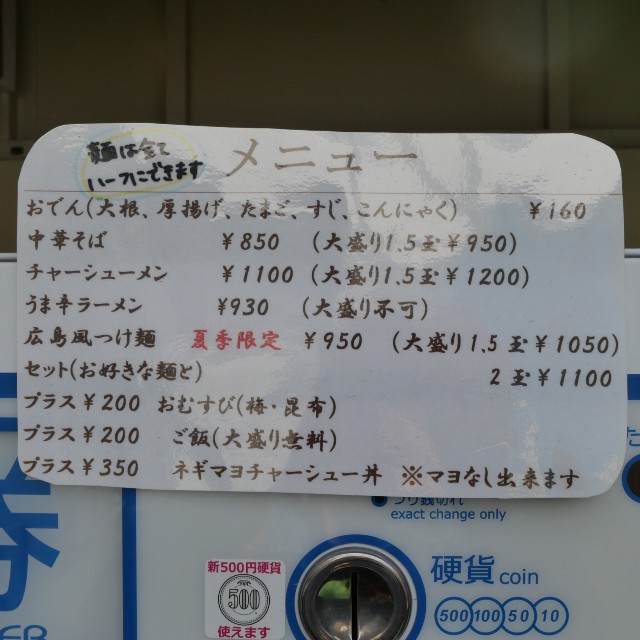 麺は全て
ハーフにできます
メニュー
おでん(大根、厚揚げ、たまご、すじ、こんにゃく) ¥160
中華そば ¥850 (大盛り1.5玉¥950)
チャーシューメン ¥1100 (大盛り1.5玉¥1200)
うま辛ラーメン ¥930 (大盛り不可)
広島風つけ麺 夏季限定 ¥950 (大盛り1.5玉¥1050)
セット(お好きな麺と) 2玉¥1100
プラス¥200 おむすび(梅・昆布)
プラス¥200 ご飯(大盛り無料)
プラス¥350 ネギマヨチャーシュー丼 ※マヨなし出来ます
つり銭切れ
exact change only
新500円硬貨
500
使えます
硬貨 coin
500 100 50 10